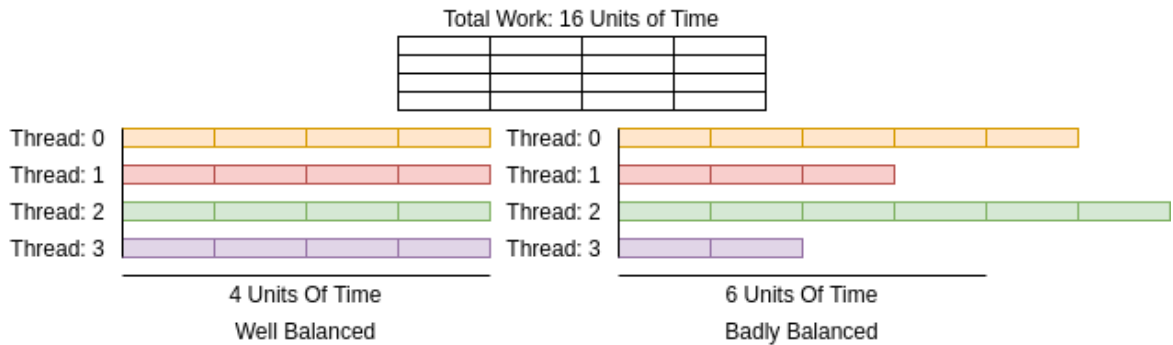 Total Work: 16 Units of Time
Thread: 0
Thread: 1
Thread: 2
Thread: 3
4 Units Of Time
Well Balanced
Thread: 0
Thread: 1
Thread: 2
Thread: 3
6 Units Of Time
Badly Balanced